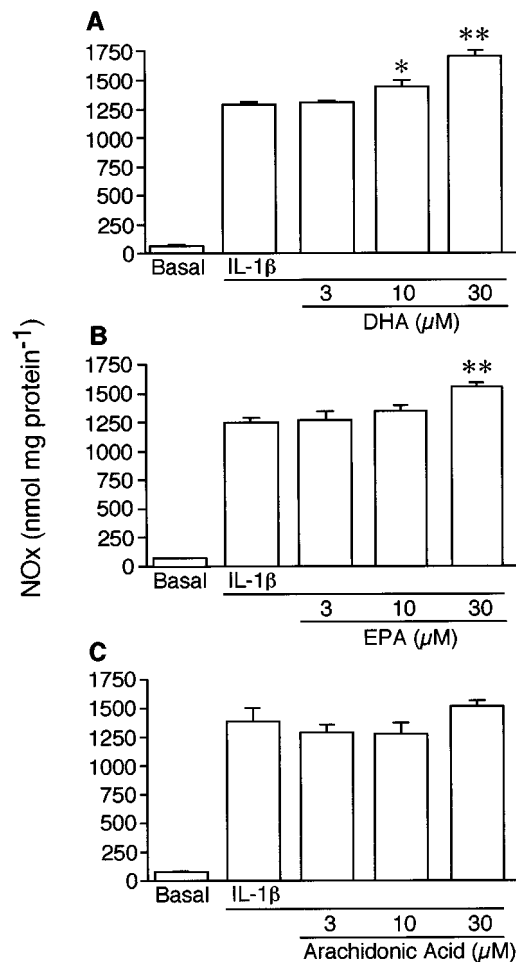 NOx (nmol mg protein⁻¹)
A
**
*
1750
1500
1250
1000
750
500
250
0
Basal IL-1β
3 10 30
DHA (µM)
B
**
1750
1500
1250
1000
750
500
250
0
Basal IL-1β
3 10 30
EPA (µM)
C
1750
1500
1250
1000
750
500
250
0
Basal IL-1β
3 10 30
Arachidonic Acid (µM)